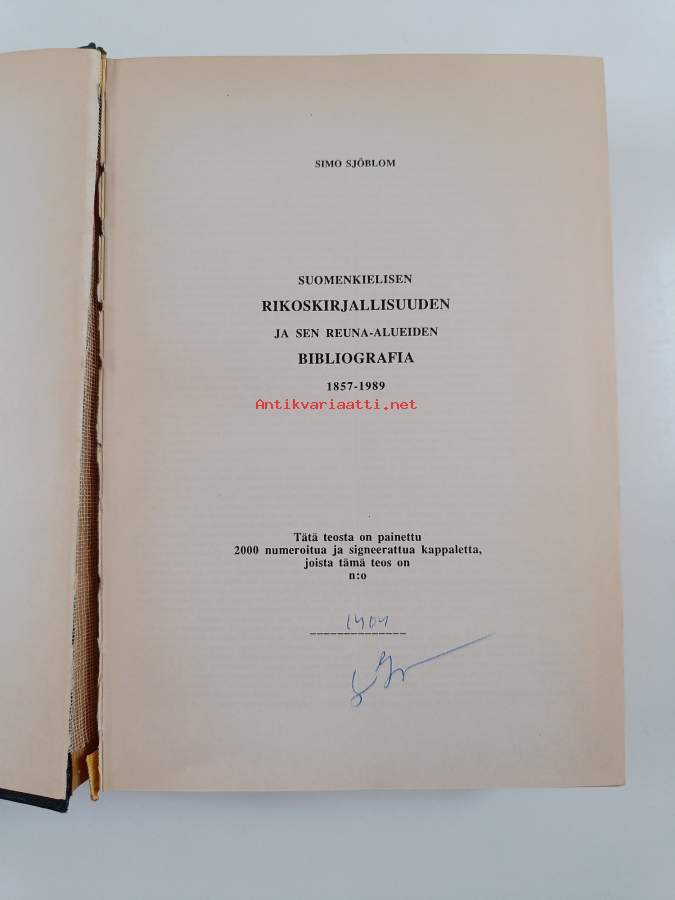 SIMO SJÖBLOM
SUOMENKIELISEN
RIKOSKIRJALLISUUDEN
JA SEN REUNA-ALUEIDEN
BIBLIOGRAFIA
1857-1989
Antikvariaatti.net
Tätä teosta on painettu
2000 numeroitua ja signeerattua kappaletta,
joista tämä teos on
n:o
1404